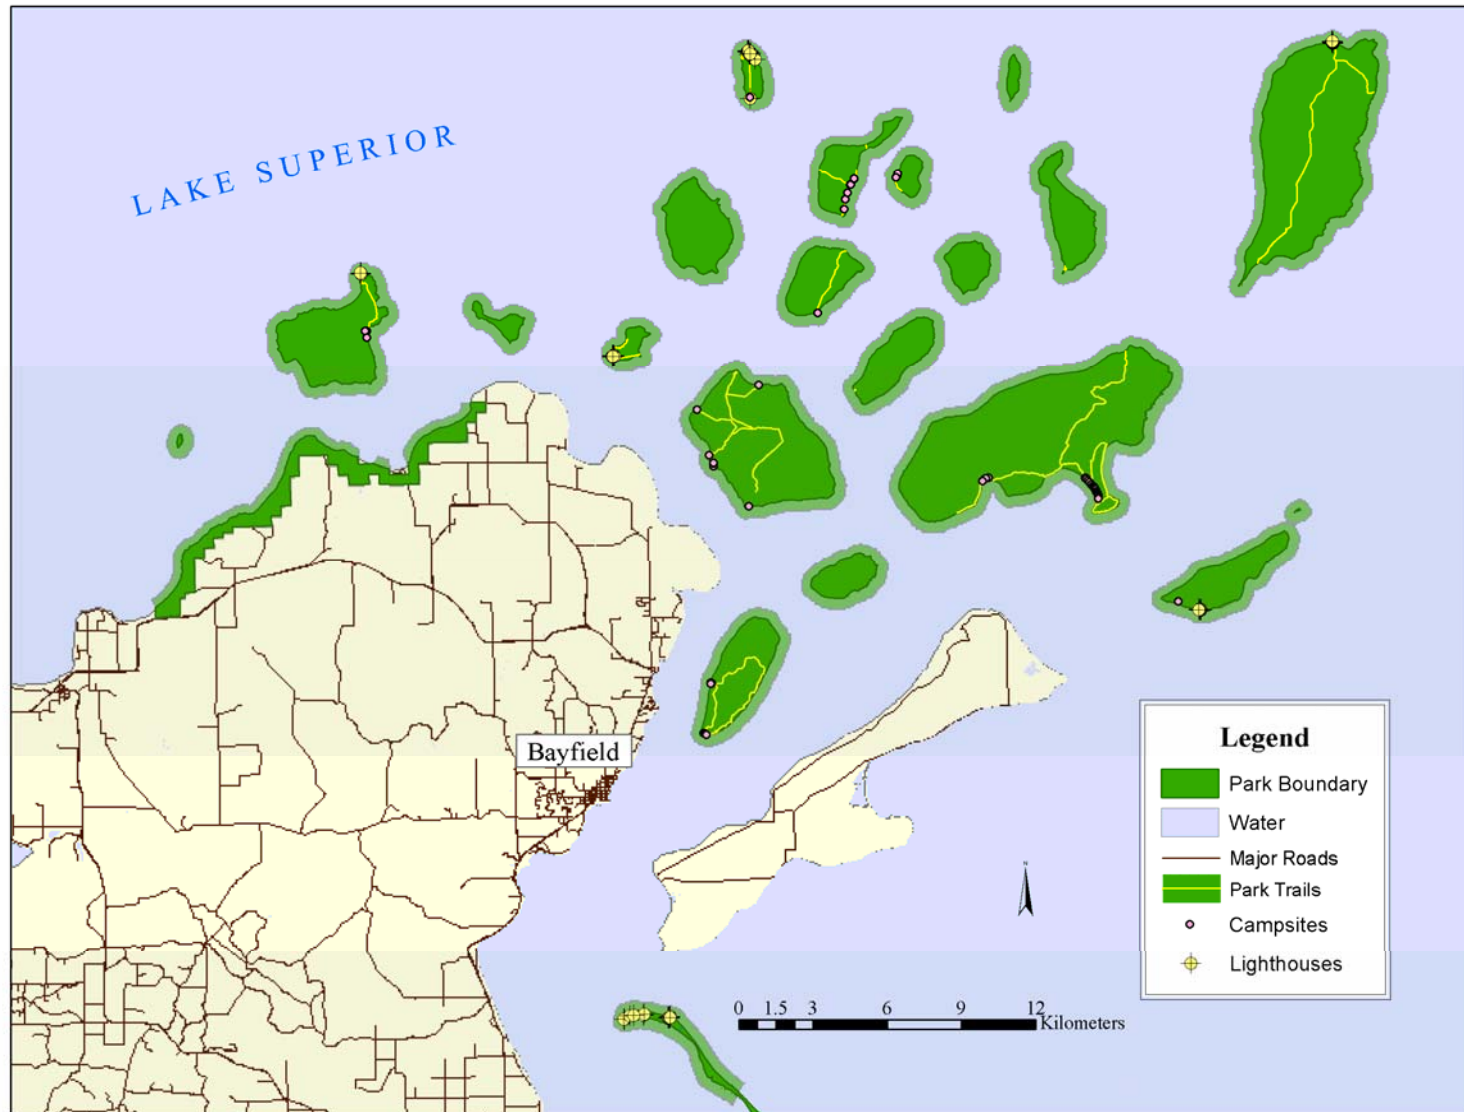 LAKE SUPERIOR
Bayfield
Legend
Park Boundary
Water
Major Roads
Park Trails
Campsites
Lighthouses
N
0 1.5 3 6 9 12
Kilometers